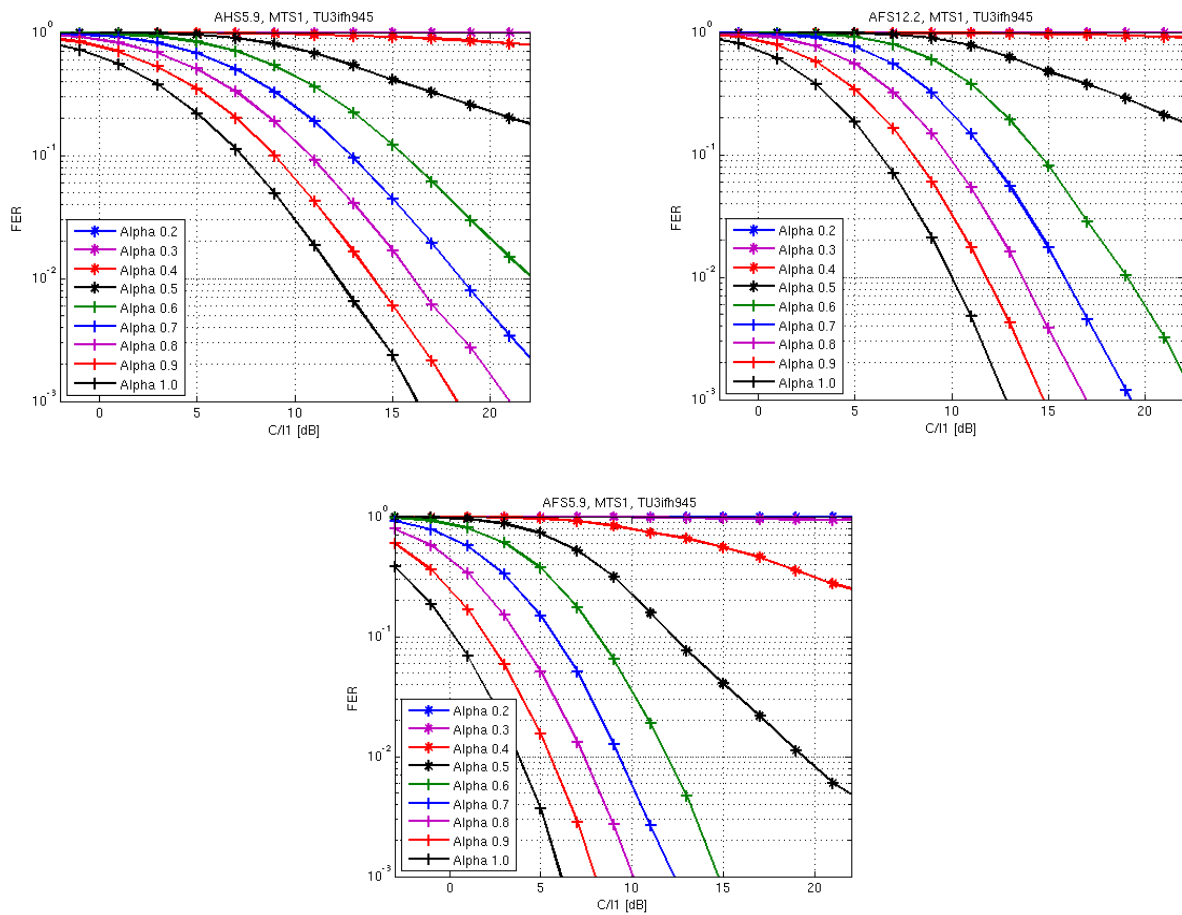 AHS5.9, MTS1, TU3ifh945
10^0
10^-1
10^-2
10^-3
FER
Alpha 0.2
Alpha 0.3
Alpha 0.4
Alpha 0.5
Alpha 0.6
Alpha 0.7
Alpha 0.8
Alpha 0.9
Alpha 1.0
0 5 10 15 20
C/I1 [dB]
AFS12.2, MTS1, TU3ifh945
10^0
10^-1
10^-2
10^-3
FER
Alpha 0.2
Alpha 0.3
Alpha 0.4
Alpha 0.5
Alpha 0.6
Alpha 0.7
Alpha 0.8
Alpha 0.9
Alpha 1.0
0 5 10 15 20
C/I1 [dB]
AFS5.9, MTS1, TU3ifh945
10^0
10^-1
10^-2
10^-3
FER
Alpha 0.2
Alpha 0.3
Alpha 0.4
Alpha 0.5
Alpha 0.6
Alpha 0.7
Alpha 0.8
Alpha 0.9
Alpha 1.0
0 5 10 15 20
C/I1 [dB]